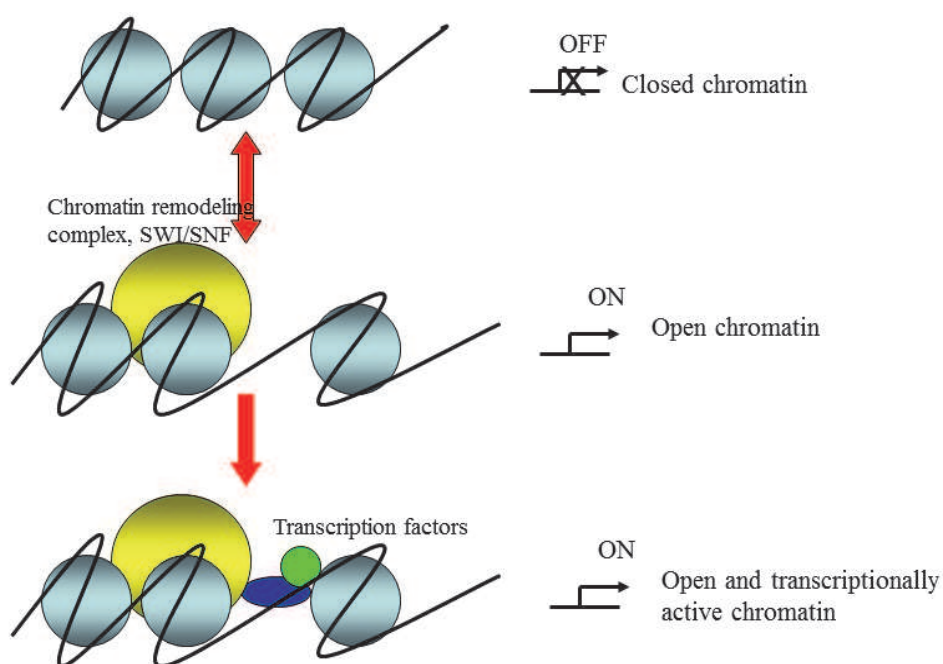 OFF
Closed chromatin
Chromatin remodeling
complex, SWI/SNF
ON
Open chromatin
Transcription factors
ON
Open and transcriptionally
active chromatin